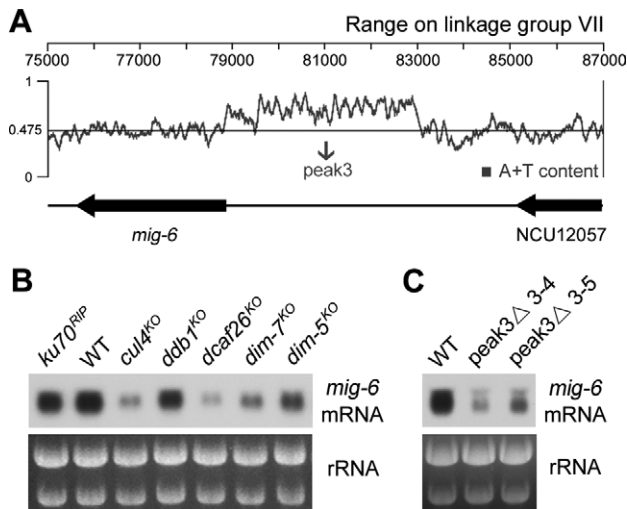 A
Range on linkage group VII
75000 77000 79000 81000 83000 85000 87000
1
0.475
0
peak3
A+T content
mig-6
NCU12057
B
ku70RIP WT cul4KO ddb1KO dcaf26KO dim-7KO dim-5KO
mig-6
mRNA
rRNA
C
WT peak3△ 3-4 peak3△ 3-5
mig-6
mRNA
rRNA